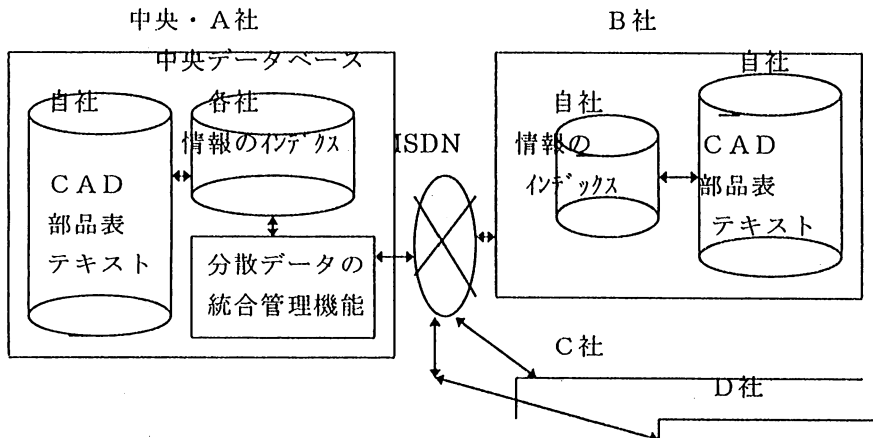 中央・A社
中央データベース
自社
各社
情報のインデクス
CAD
部品表
テキスト
分散データの
統合管理機能
ISDN
B社
自社
情報の
インデックス
自社
CAD
部品表
テキスト
C社
D社